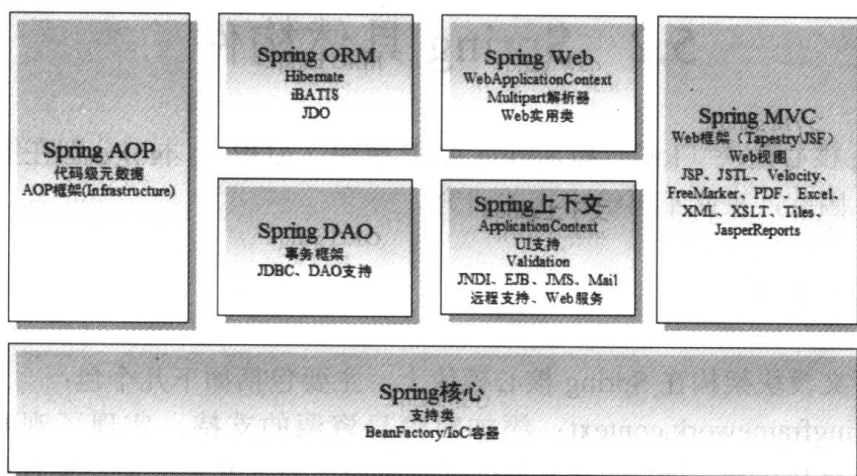 Spring AOP
代码级元数据
AOP框架(Infrastructure)
Spring ORM
Hibernate
iBATIS
JDO
Spring Web
WebApplicationContext
Multipart解析器
Web实用类
Spring MVC
Web框架（Tapestry\JSF）
Web视图
JSP、JSTL、Velocity、
FreeMarker、PDF、Excel、
XML、XSLT、Tiles、
JasperReports
Spring DAO
事务框架
JDBC、DAO支持
Spring上下文
ApplicationContext
UI支持
Validation
JNDI、EJB、JMS、Mail
远程支持、Web服务
Spring核心
支持类
BeanFactory/IoC容器